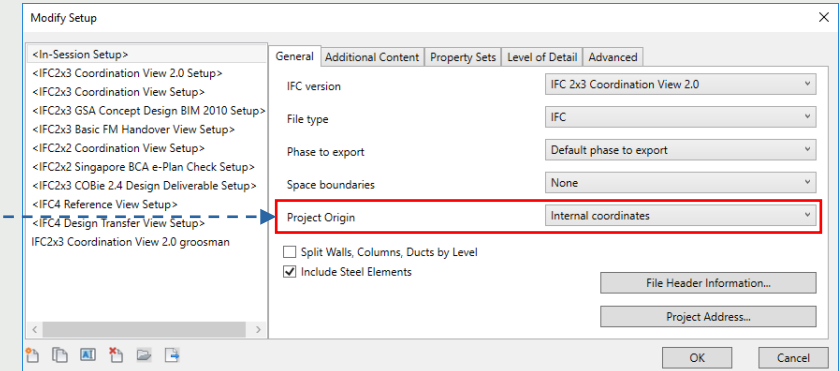 Modify Setup
<In-Session Setup>
<IFC2x3 Coordination View 2.0 Setup>
<IFC2x3 Coordination View Setup>
<IFC2x3 GSA Concept Design BIM 2010 Setup>
<IFC2x3 Basic FM Handover View Setup>
<IFC2x2 Coordination View Setup>
<IFC2x2 Singapore BCA e-Plan Check Setup>
<IFC2x3 COBie 2.4 Design Deliverable Setup>
<IFC4 Reference View Setup>
<IFC4 Design Transfer View Setup>
IFC2x3 Coordination View 2.0 groosman
General Additional Content Property Sets Level of Detail Advanced
IFC version IFC 2x3 Coordination View 2.0
File type IFC
Phase to export Default phase to export
Space boundaries None
Project Origin Internal coordinates
Split Walls, Columns, Ducts by Level
Include Steel Elements
File Header Information...
Project Address...
OK Cancel